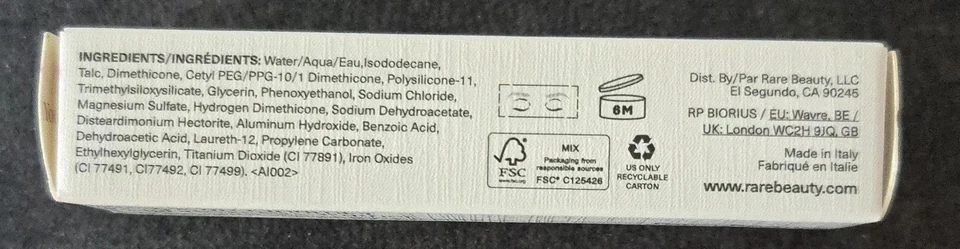 INGREDIENTS/INGRÉDIENTS: Water/Aqua/Eau,Isododecane,
Talc, Dimethicone, Cetyl PEG/PPG-10/1 Dimethicone, Polysilicone-11,
Trimethylsiloxysilicate, Glycerin, Phenoxyethanol, Sodium Chloride,
Magnesium Sulfate, Hydrogen Dimethicone, Sodium Dehydroacetate,
Disteardimonium Hectorite, Aluminum Hydroxide, Benzoic Acid,
Dehydroacetic Acid, Laureth-12, Propylene Carbonate,
Ethylhexylglycerin, Titanium Dioxide (CI 77891), Iron Oxides
(CI 77491, CI77492, CI 77499). <AI002>
6M
FSC
www.fsc.org
MIX
Packaging from
responsible sources
FSC® C125426
US ONLY
RECYCLABLE
CARTON
Dist. By/Par Rare Beauty, LLC
El Segundo, CA 90245
RP BIORIUS / EU: Wavre, BE /
UK: London WC2H 9JQ, GB
Made in Italy
Fabriqué en Italie
www.rarebeauty.com